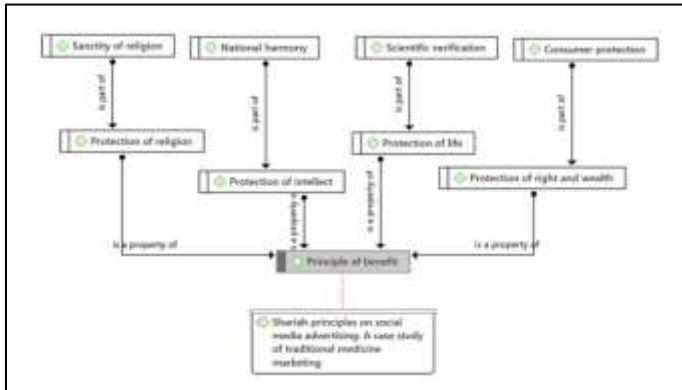 Sanctity of religion
National harmony
Scientific verification
Consumer protection
is part of
is part of
is part of
is part of
Protection of religion
Protection of intellect
Protection of life
Protection of right and wealth
is a property of
is a property of
is a property of
is a property of
Principle of benefit
Shariah principles on social
media advertising: A case study
of traditional medicine
marketing